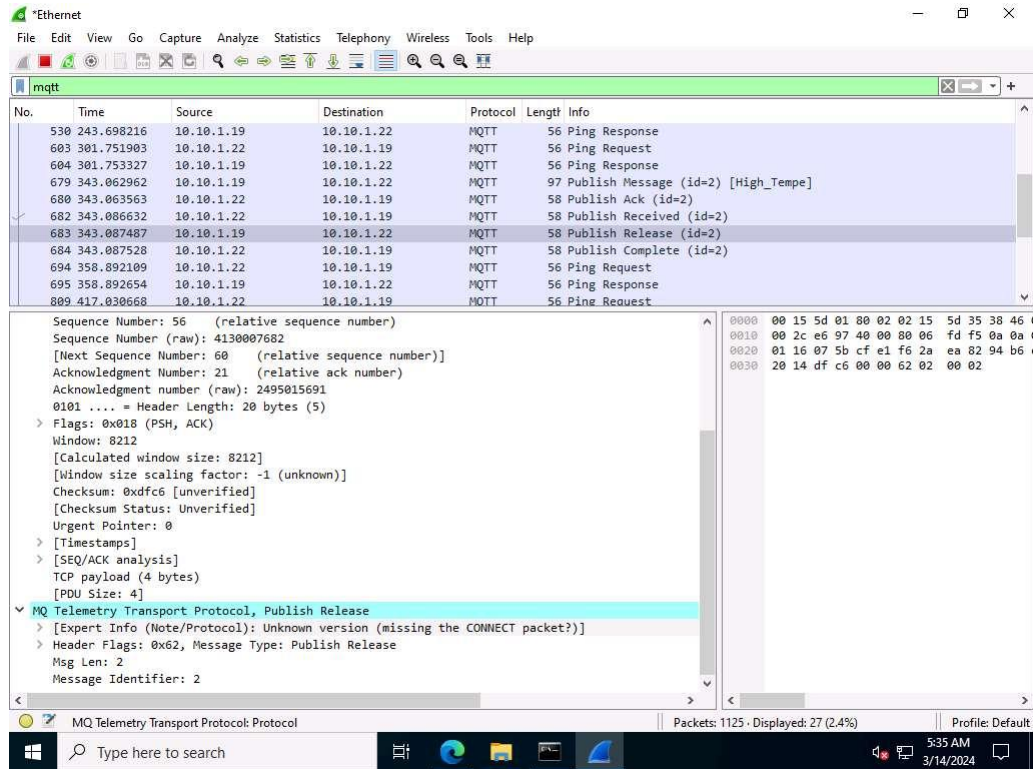 *Ethernet
File Edit View Go Capture Analyze Statistics Telephony Wireless Tools Help
mqtt
No. Time Source Destination Protocol Length Info
530 243.698216 10.10.1.19 10.10.1.22 MQTT 56 Ping Response
603 301.751903 10.10.1.22 10.10.1.19 MQTT 56 Ping Request
604 301.753327 10.10.1.19 10.10.1.22 MQTT 56 Ping Response
679 343.062962 10.10.1.19 10.10.1.22 MQTT 97 Publish Message (id=2) [High_Tempe]
680 343.063563 10.10.1.22 10.10.1.19 MQTT 58 Publish Ack (id=2)
682 343.086632 10.10.1.22 10.10.1.19 MQTT 58 Publish Received (id=2)
683 343.087487 10.10.1.19 10.10.1.22 MQTT 58 Publish Release (id=2)
684 343.087528 10.10.1.22 10.10.1.19 MQTT 58 Publish Complete (id=2)
694 358.892109 10.10.1.22 10.10.1.19 MQTT 56 Ping Request
695 358.892654 10.10.1.19 10.10.1.22 MQTT 56 Ping Response
809 417.030668 10.10.1.22 10.10.1.19 MQTT 56 Ping Request
Sequence Number: 56 (relative sequence number)
Sequence Number (raw): 4130007682
[Next Sequence Number: 60 (relative sequence number)]
Acknowledgment Number: 21 (relative ack number)
Acknowledgment number (raw): 2495015691
0101 .... = Header Length: 20 bytes (5)
Flags: 0x018 (PSH, ACK)
Window: 8212
[Calculated window size: 8212]
[Window size scaling factor: -1 (unknown)]
Checksum: 0xdfc6 [unverified]
[Checksum Status: Unverified]
Urgent Pointer: 0
[Timestamps]
[SEQ/ACK analysis]
TCP payload (4 bytes)
[PDU Size: 4]
MQ Telemetry Transport Protocol, Publish Release
[Expert Info (Note/Protocol): Unknown version (missing the CONNECT packet?)]
Header Flags: 0x62, Message Type: Publish Release
Msg Len: 2
Message Identifier: 2
0000 00 15 5d 01 80 02 02 15 5d 35 38 46
0010 00 2c e6 97 40 00 80 06 fd f5 0a 0a
0020 01 16 07 5b cf e1 f6 2a ea 82 94 b6
0030 20 14 df c6 00 00 62 02 00 02
MQ Telemetry Transport Protocol: Protocol
Packets: 1125 · Displayed: 27 (2.4%)
Profile: Default
Type here to search
5:35 AM
3/14/2024